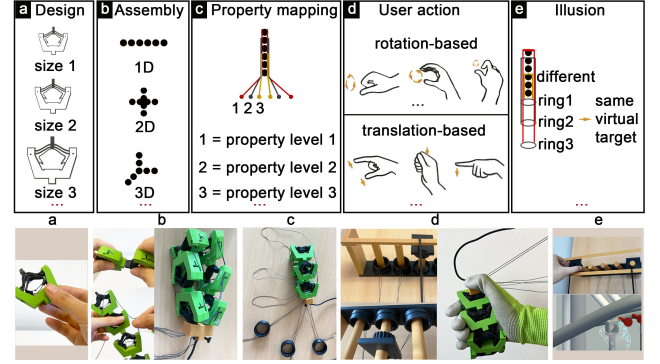 a Design
size 1
size 2
size 3
...
b Assembly
1D
2D
3D
...
c Property mapping
1 2 3
1 = property level 1
2 = property level 2
3 = property level 3
...
d User action
rotation-based
...
translation-based
...
e Illusion
different
ring1
ring2
ring3
same
virtual
target
...
a
b
c
d
e